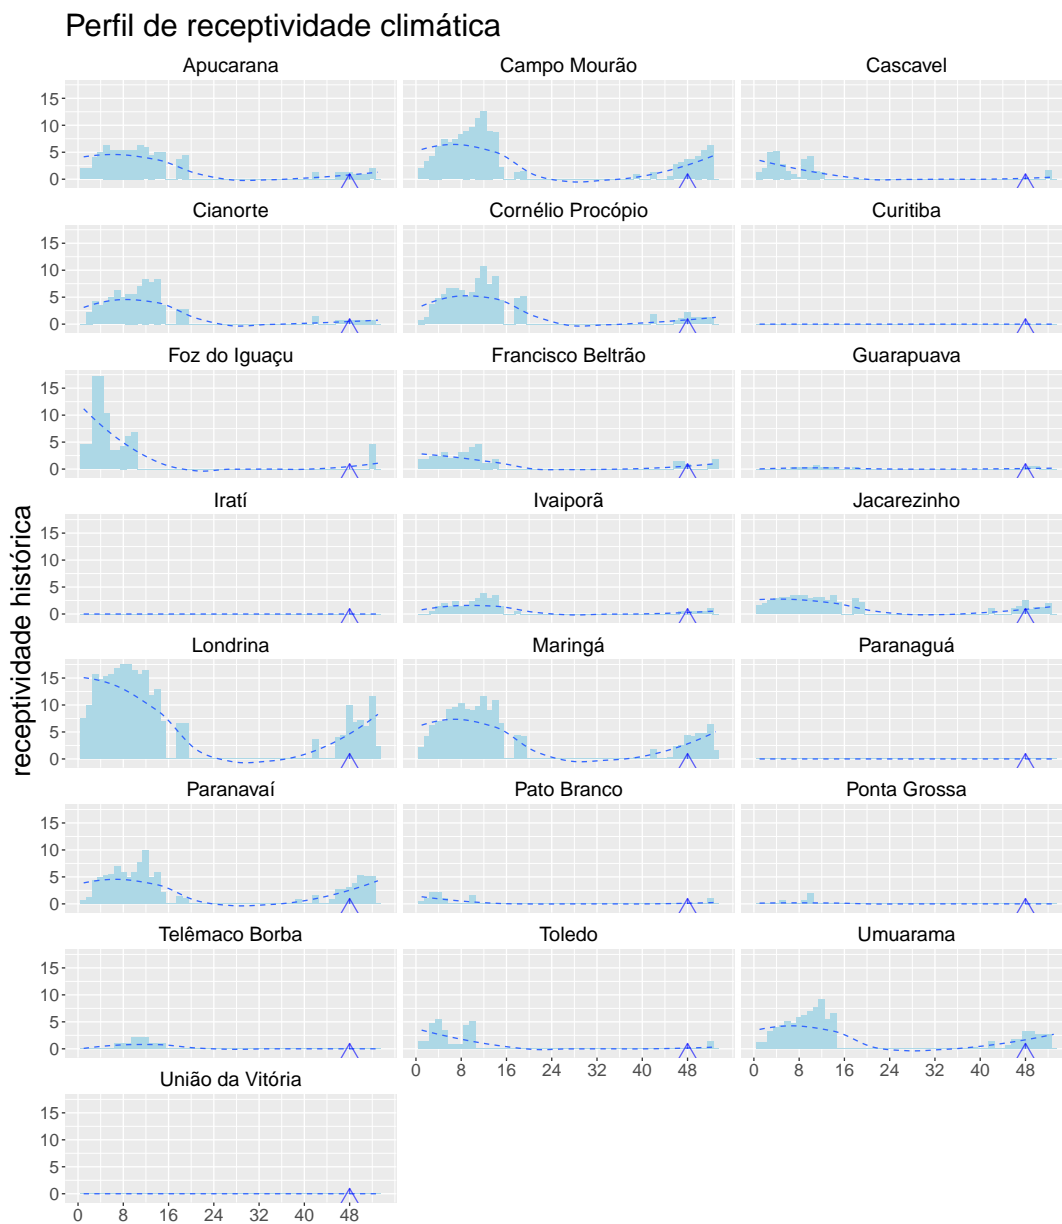 Perfil de receptividade climática
Apucarana
Campo Mourão
Cascavel
15
10
5
0
Cianorte
Cornélio Procópio
Curitiba
15
10
5
0
Foz do Iguaçu
Francisco Beltrão
Guarapuava
15
10
5
0
Iratí
Ivaiporã
Jacarezinho
15
10
5
0
receptividade histórica
Londrina
Maringá
Paranaguá
15
10
5
0
Paranavaí
Pato Branco
Ponta Grossa
15
10
5
0
Telêmaco Borba
Toledo
Umuarama
15
10
5
0
0 8 16 24 32 40 48
0 8 16 24 32 40 48
União da Vitória
15
10
5
0
0 8 16 24 32 40 48